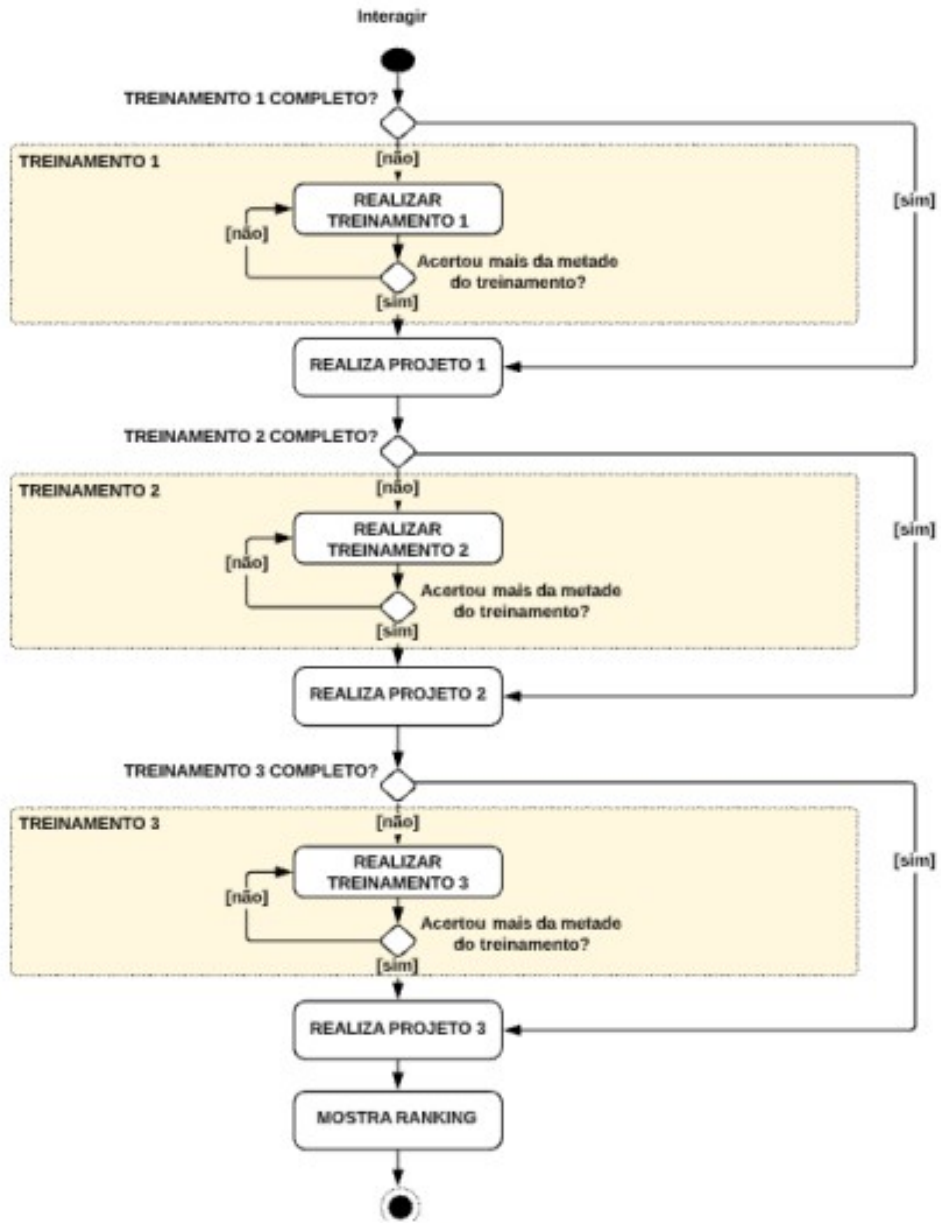 Interagir
TREINAMENTO 1 COMPLETO?
[não]
TREINAMENTO 1
[sim]
REALIZAR
TREINAMENTO 1
[não]
Acertou mais da metade
do treinamento?
[sim]
REALIZA PROJETO 1
TREINAMENTO 2 COMPLETO?
[não]
TREINAMENTO 2
[sim]
REALIZAR
TREINAMENTO 2
[não]
Acertou mais da metade
do treinamento?
[sim]
REALIZA PROJETO 2
TREINAMENTO 3 COMPLETO?
[não]
TREINAMENTO 3
[sim]
REALIZAR
TREINAMENTO 3
[não]
Acertou mais da metade
do treinamento?
[sim]
REALIZA PROJETO 3
MOSTRA RANKING